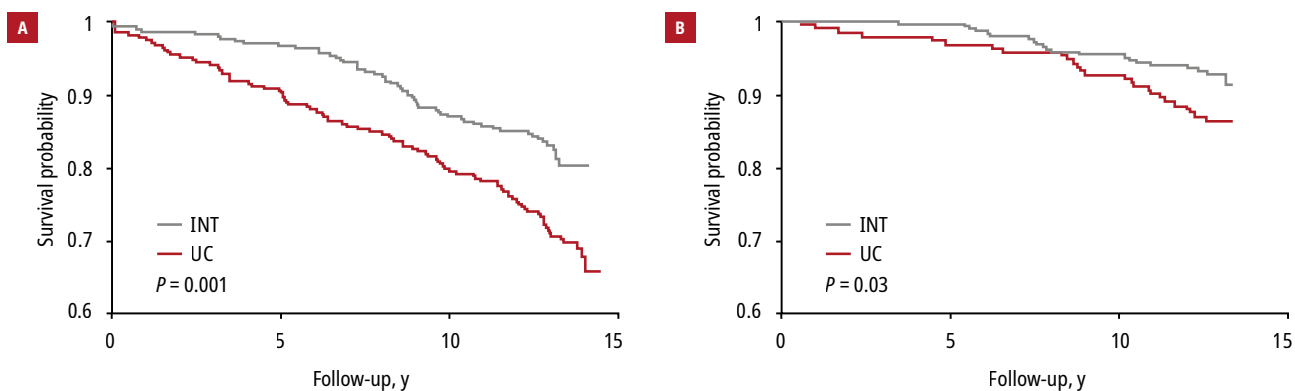 A
Survival probability
1
0.9
0.8
0.7
0.6
INT
UC
P = 0.001
0
5
10
15
Follow-up, y
B
Survival probability
1
0.9
0.8
0.7
0.6
INT
UC
P = 0.03
0
5
10
15
Follow-up, y